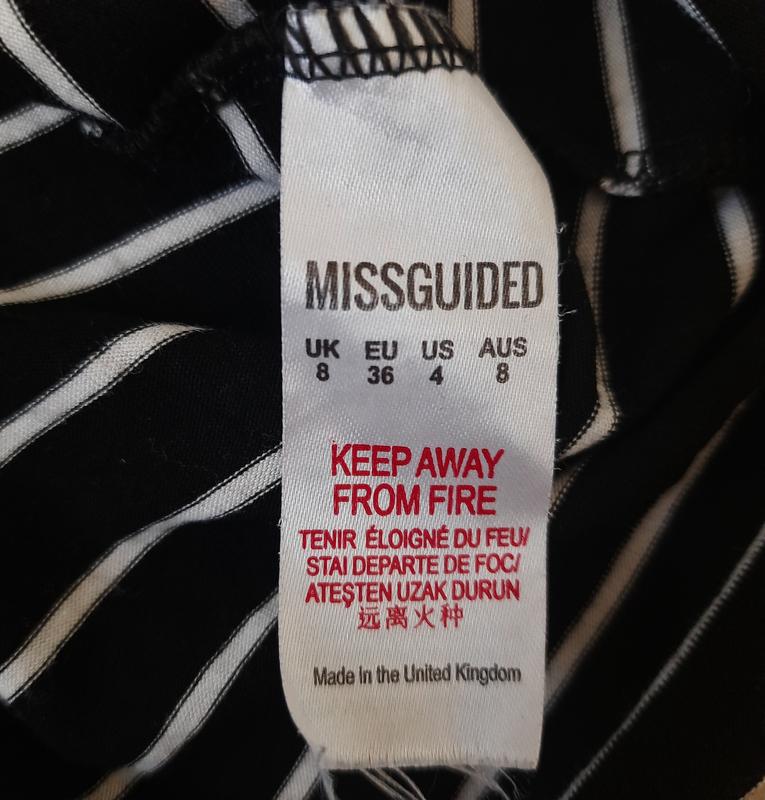 MISSGUIDED
UK EU US AUS
8 36 4 8
KEEP AWAY
FROM FIRE
TENIR ÉLOIGNÉ DU FEU/
STAI DEPARTE DE FOC/
ATEŞTEN UZAK DURUN
远离火种
Made in the United Kingdom